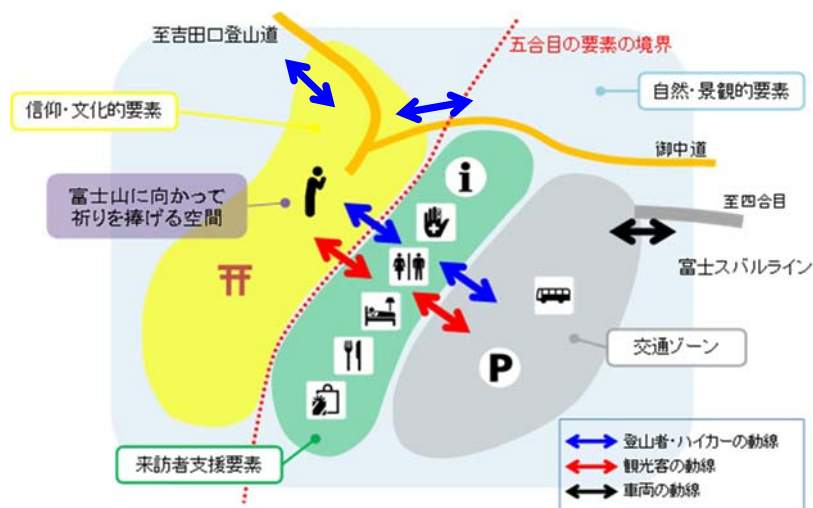 至吉田口登山道
五合目の要素の境界
自然・景観的要素
信仰・文化的要素
御中道
富士山に向かって
祈りを捧げる空間
i
至四合目
富士スバルライン
交通ゾーン
P
来訪者支援要素
登山者・ハイカーの動線
観光客の動線
車両の動線